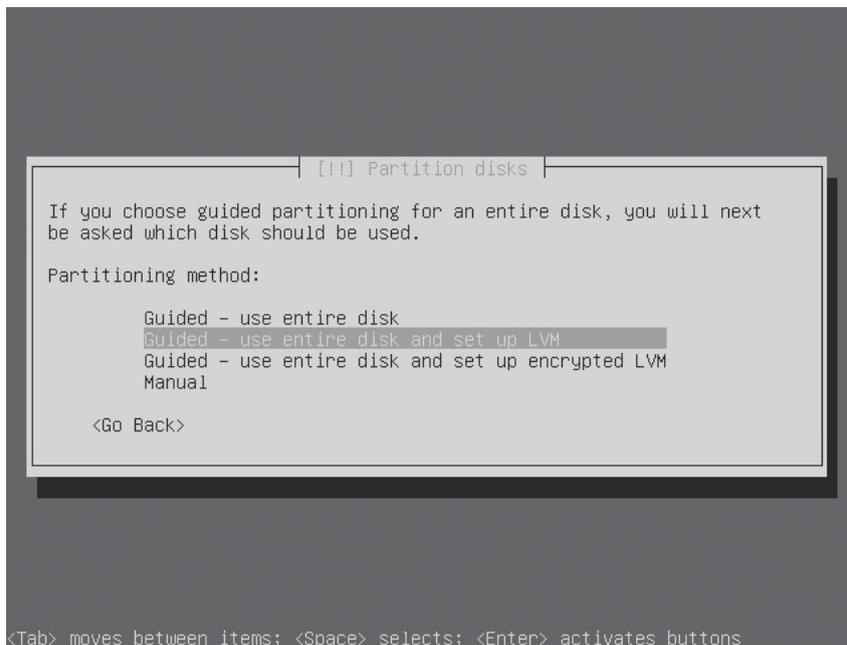 [!!] Partition disks
If you choose guided partitioning for an entire disk, you will next
be asked which disk should be used.
Partitioning method:
Guided - use entire disk
Guided - use entire disk and set up LVM
Guided - use entire disk and set up encrypted LVM
Manual
<Go Back>
<Tab> moves between items; <Space> selects; <Enter> activates buttons